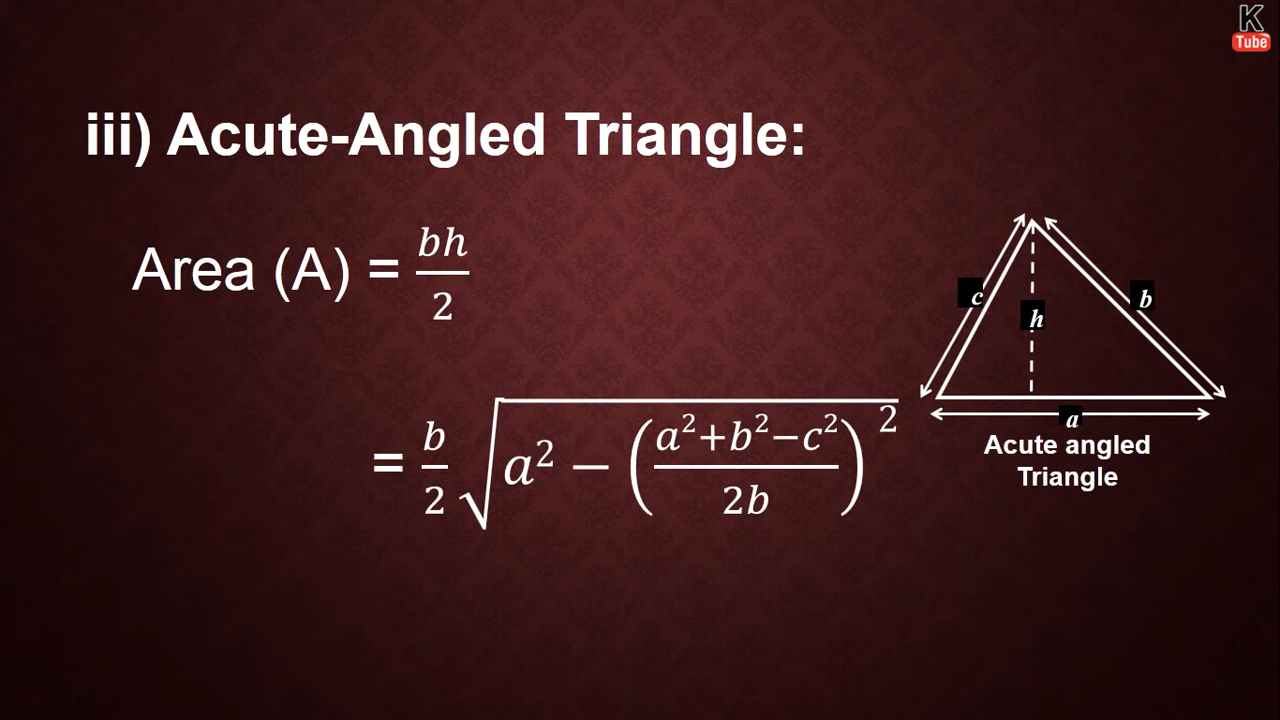 K
Tube
iii) Acute-Angled Triangle:
Area (A) = bh/2
= b/2 √(a² − ((a²+b²−c²)/2b)²)
c
h
b
a
Acute angled
Triangle